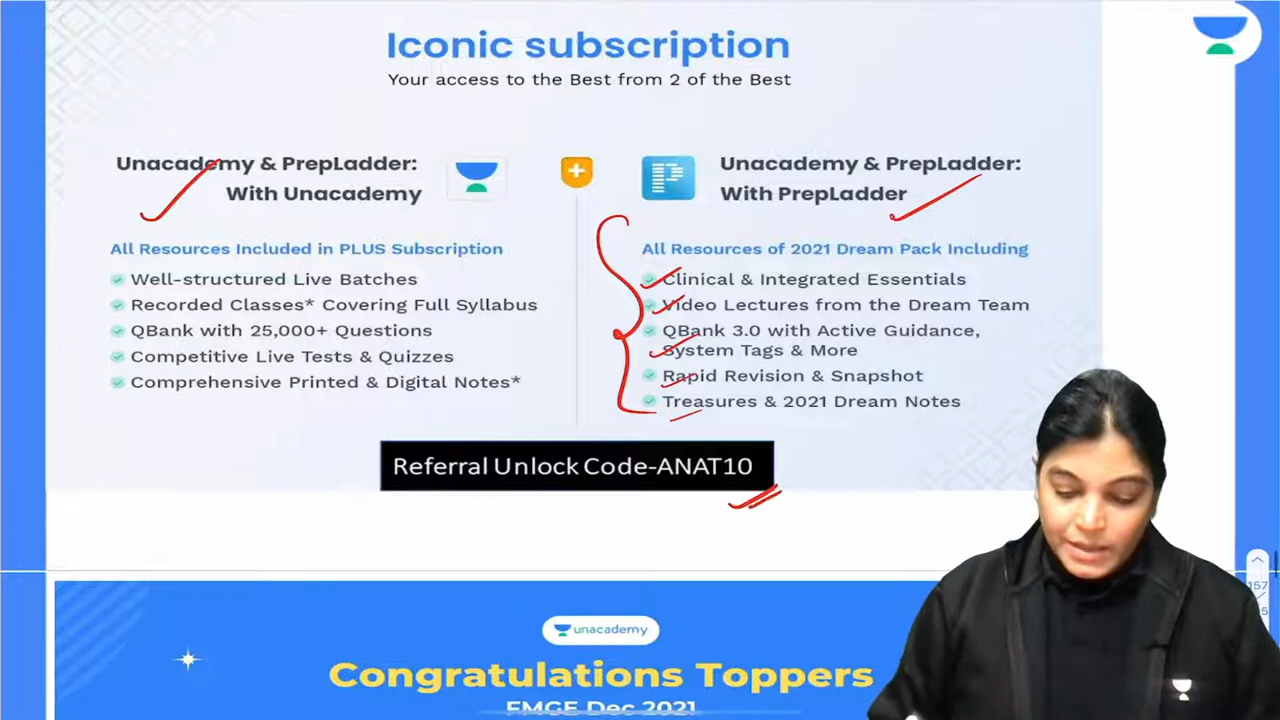 Iconic subscription
Your access to the Best from 2 of the Best
Unacademy & PrepLadder:
With Unacademy
All Resources Included in PLUS Subscription
Well-structured Live Batches
Recorded Classes* Covering Full Syllabus
QBank with 25,000+ Questions
Competitive Live Tests & Quizzes
Comprehensive Printed & Digital Notes*
Unacademy & PrepLadder:
With PrepLadder
All Resources of 2021 Dream Pack Including
Clinical & Integrated Essentials
Video Lectures from the Dream Team
QBank 3.0 with Active Guidance,
System Tags & More
Rapid Revision & Snapshot
Treasures & 2021 Dream Notes
Referral Unlock Code-ANAT10
157
unacademy
Congratulations Toppers
FMGE Dec 2021